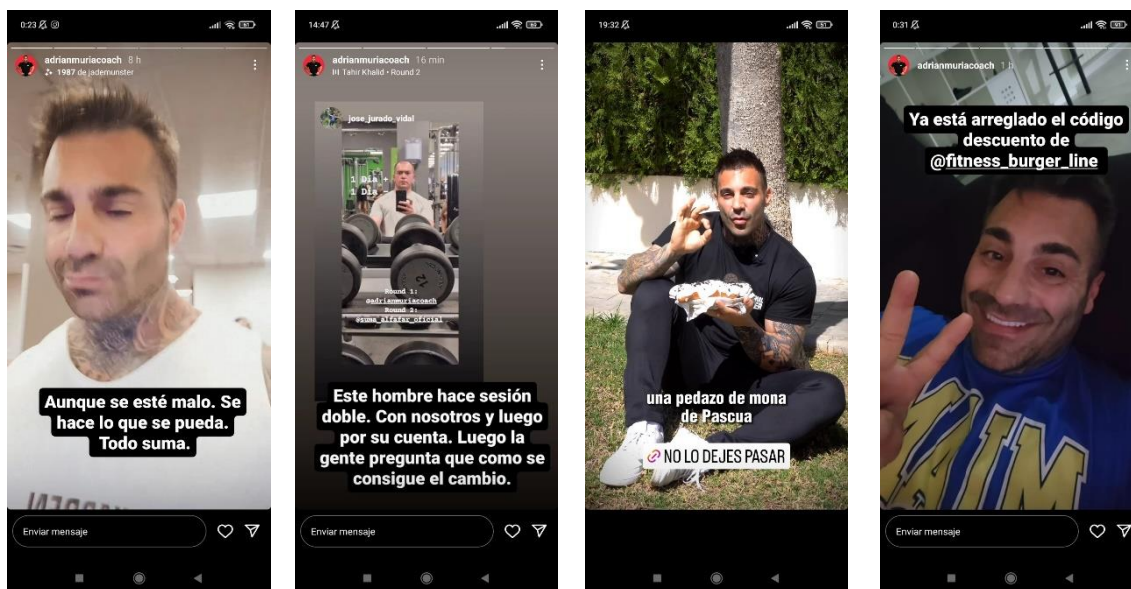 0:23
adrianmuriacoach 8 h
1987 de jademunster
Aunque se esté malo. Se
hace lo que se pueda.
Todo suma.
Enviar mensaje
14:47
adrianmuriacoach 16 min
Tahir Khalid • Round 2
jose_jurado_vidal
1 Dia +
1 Dia -
Round 1:
@adrianmuriacoach
Round 2:
@suma_alfafar_oficial
Este hombre hace sesión
doble. Con nosotros y luego
por su cuenta. Luego la
gente pregunta que como se
consigue el cambio.
Enviar mensaje
19:32
una pedazo de mona
de Pascua
NO LO DEJES PASAR
0:31
adrianmuriacoach 1 h
Ya está arreglado el código
descuento de
@fitness_burger_line
Enviar mensaje